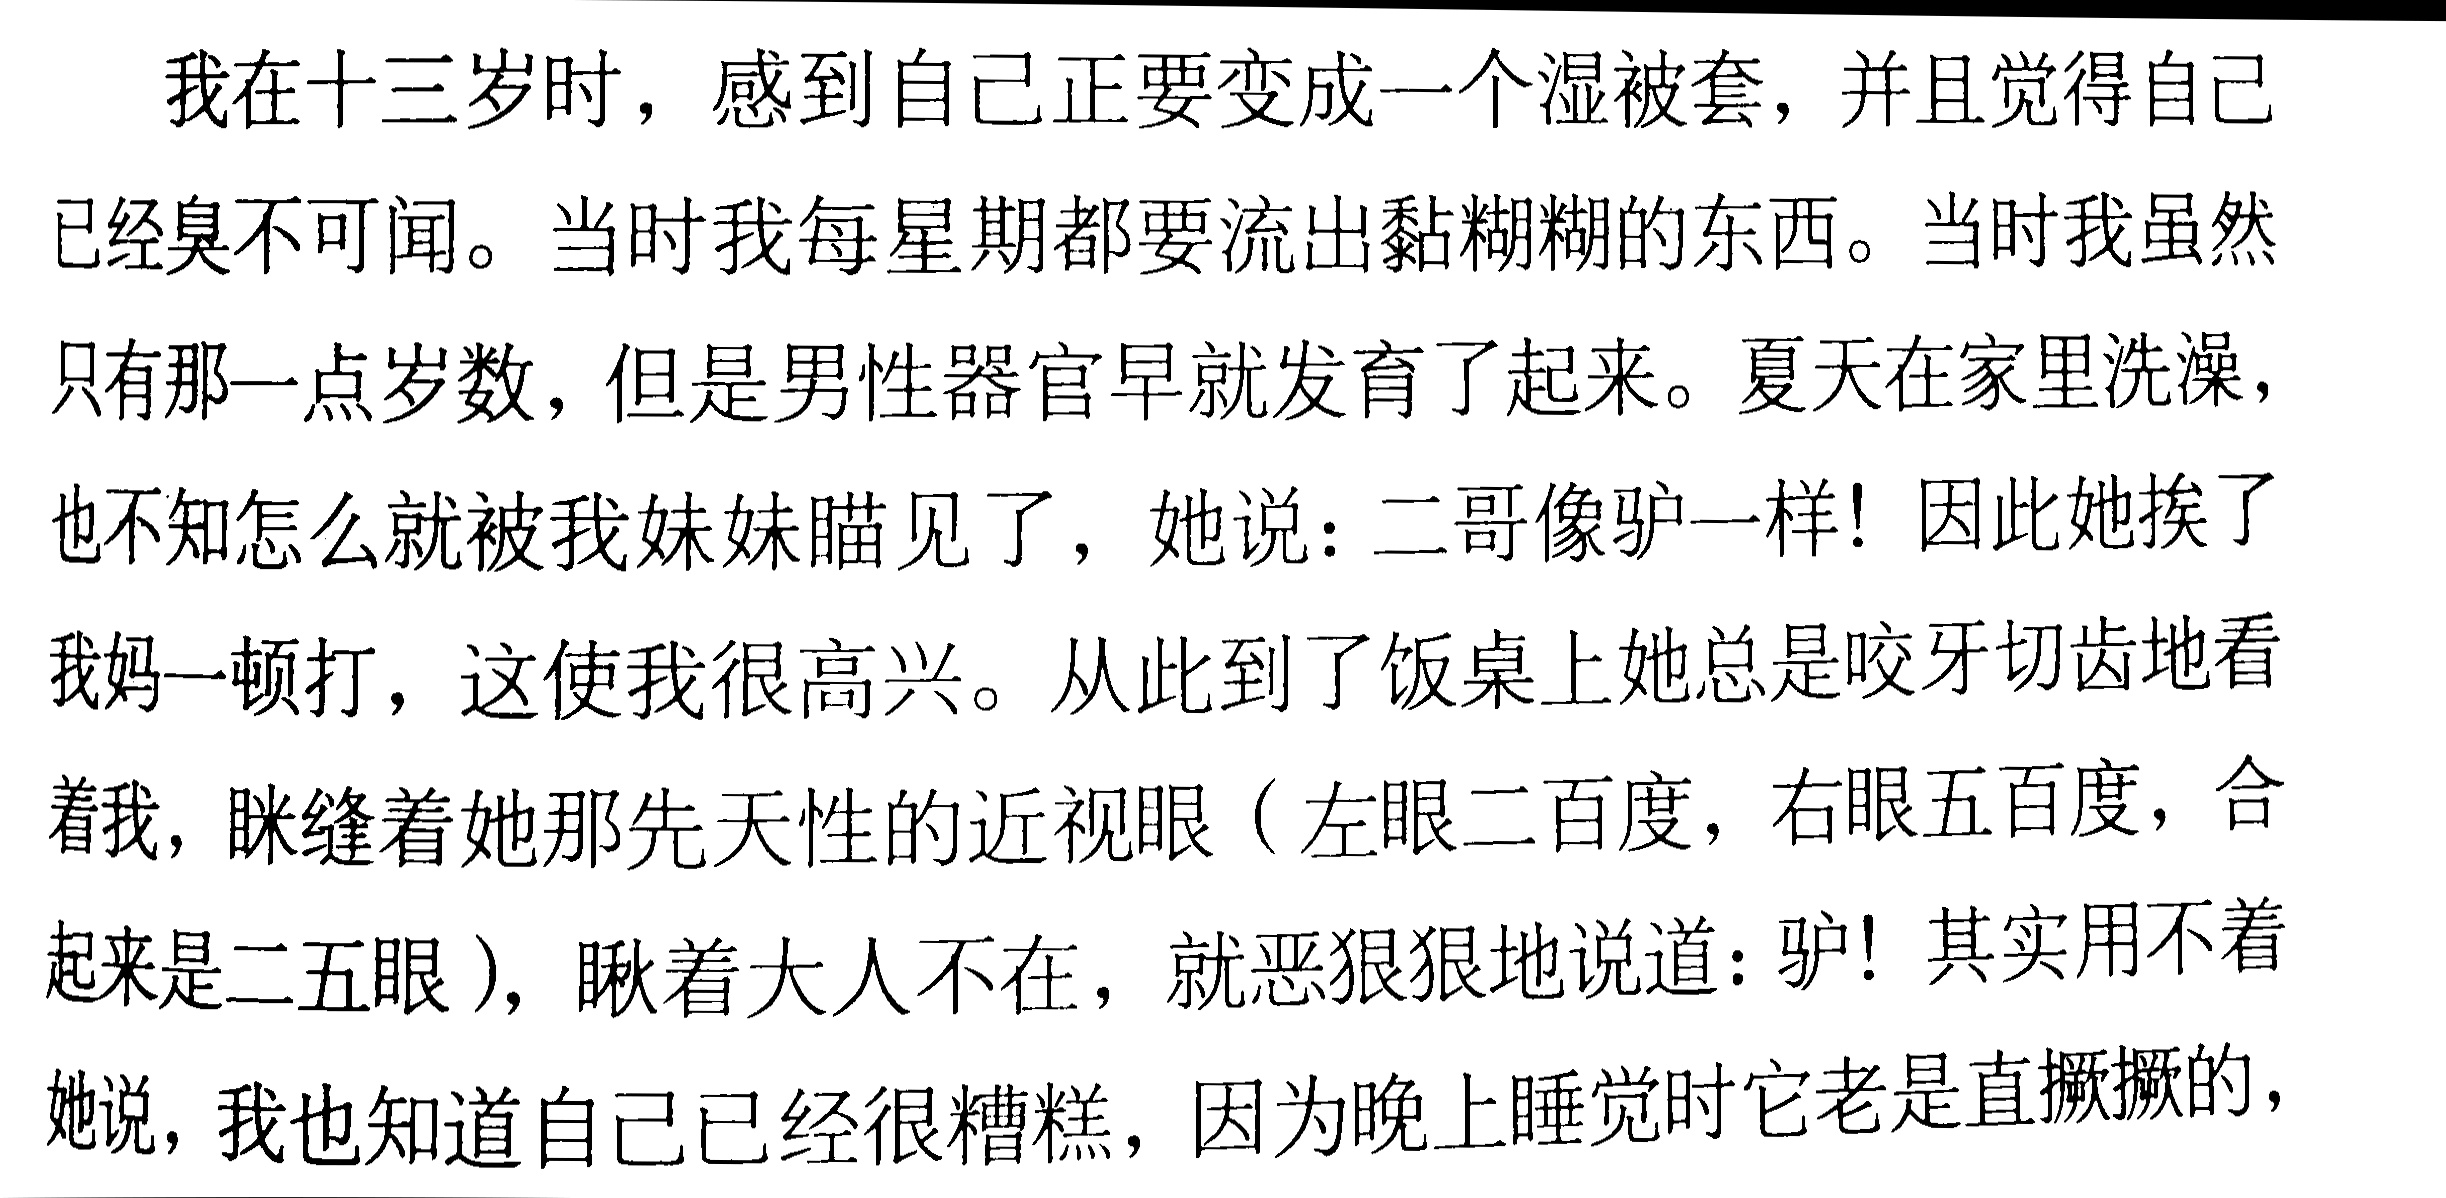 我在十三岁时，感到自己正要变成一个湿被套，并且觉得自己
已经臭不可闻。当时我每星期都要流出黏糊糊的东西。当时我虽然
只有那一点岁数，但是男性器官早就发育了起来。夏天在家里洗澡，
也不知怎么就被我妹妹瞄见了，她说：二哥像驴一样！因此她挨了
我妈一顿打，这使我很高兴。从此到了饭桌上她总是咬牙切齿地看
着我，眯缝着她那先天性的近视眼（左眼二百度，右眼五百度，合
起来是二五眼），瞅着大人不在，就恶狠狠地说道：驴！其实用不着
她说，我也知道自己已经很糟糕，因为晚上睡觉时它老是直撅撅的，